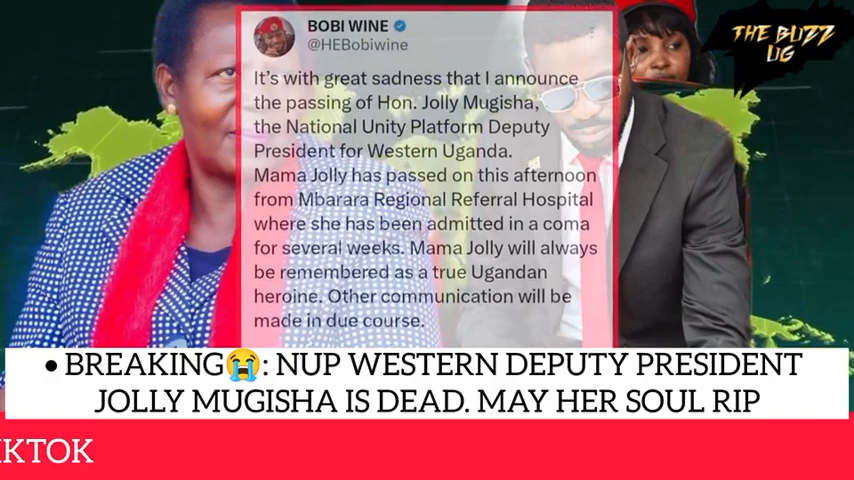 THE BUZZ
UG
BOBI WINE
@HEBobiwine
It's with great sadness that I announce
the passing of Hon. Jolly Mugisha,
the National Unity Platform Deputy
President for Western Uganda.
Mama Jolly has passed on this afternoon
from Mbarara Regional Referral Hospital
where she has been admitted in a coma
for several weeks. Mama Jolly will always
be remembered as a true Ugandan
heroine. Other communication will be
made in due course.
• BREAKING😭: NUP WESTERN DEPUTY PRESIDENT
JOLLY MUGISHA IS DEAD. MAY HER SOUL RIP
KTOK